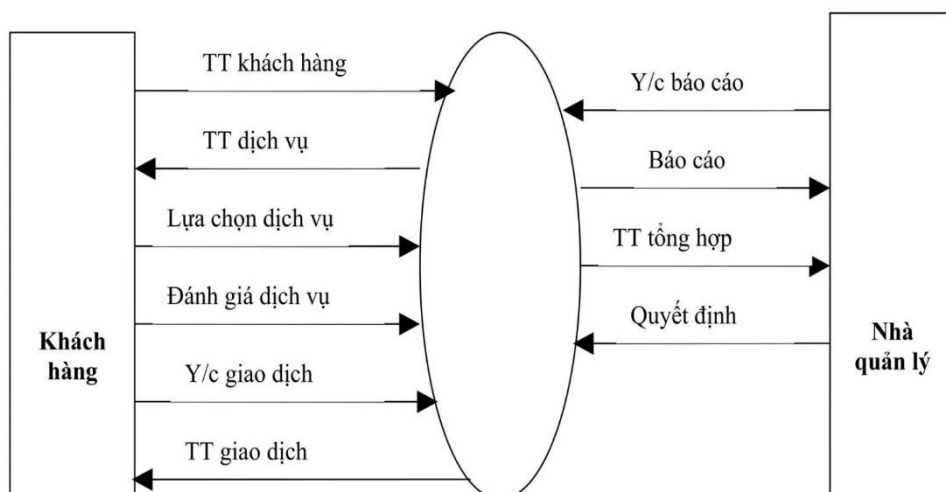 TT khách hàng
TT dịch vụ
Lựa chọn dịch vụ
Đánh giá dịch vụ
Khách
hàng
Y/c giao dịch
TT giao dịch
Y/c báo cáo
Báo cáo
TT tổng hợp
Quyết định
Nhà
quản lý